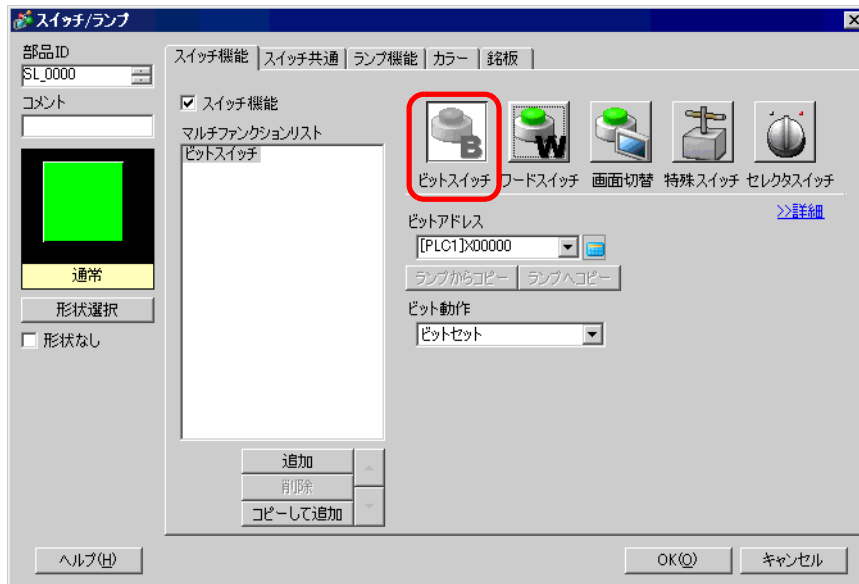 スイッチ/ランプ
部品ID
SL_0000
コメント
通常
形状選択
形状なし
スイッチ機能
スイッチ共通
ランプ機能
カラー
銘板
スイッチ機能
マルチファンクションリスト
ビットスイッチ
追加
削除
コピーして追加
B
W
ビットスイッチ
ワードスイッチ
画面切替
特殊スイッチ
セレクタスイッチ
>>詳細
ビットアドレス
[PLC1]X00000
ランプからコピー
ランプへコピー
ビット動作
ビットセット
ヘルプ(H)
OK(O)
キャンセル